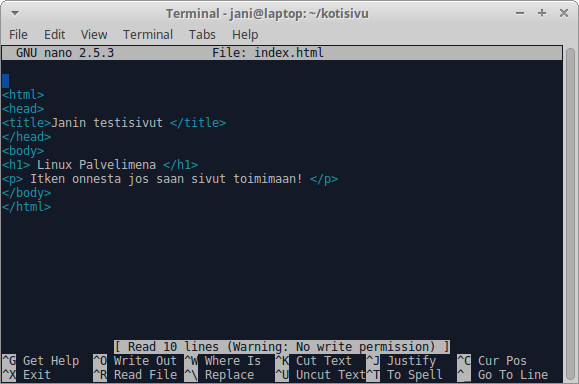 Terminal - jani@laptop: ~/kotisivu
File Edit View Terminal Tabs Help
GNU nano 2.5.3 File: index.html
<html>
<head>
<title>Janin testisivut </title>
</head>
<body>
<h1> Linux Palvelimena </h1>
<p> Itken onnesta jos saan sivut toimimaan! </p>
</body>
</html>
[ Read 10 lines (Warning: No write permission) ]
^G Get Help ^O Write Out ^W Where Is ^K Cut Text ^J Justify ^C Cur Pos
^X Exit ^R Read File ^\ Replace ^U Uncut Text ^T To Spell ^_ Go To Line